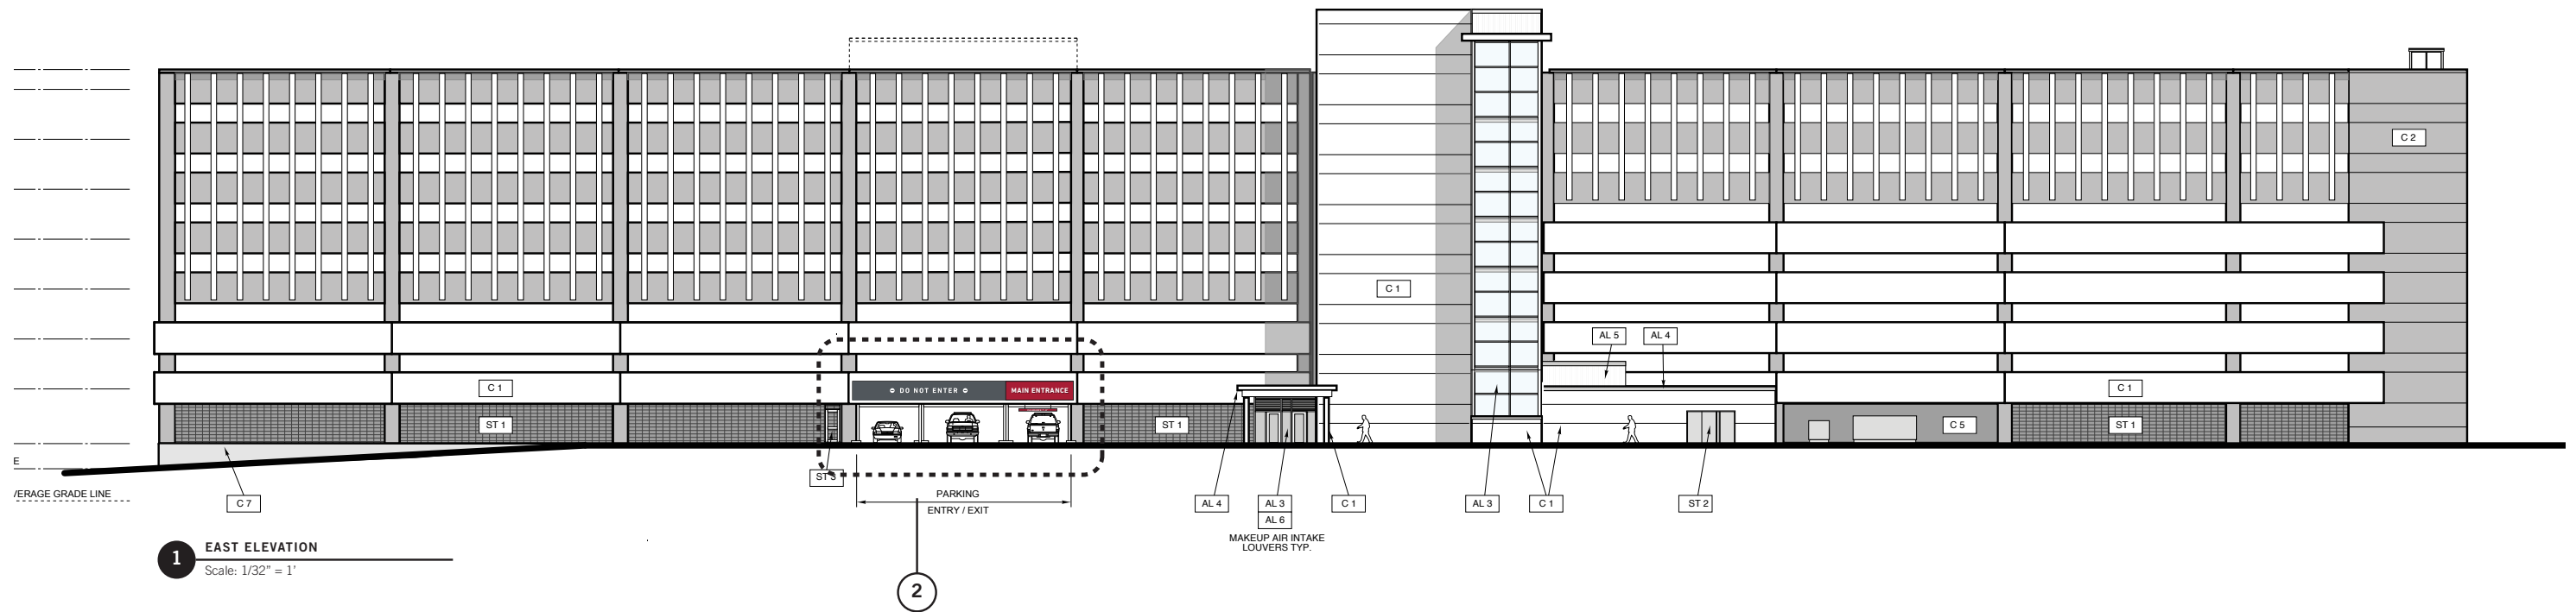 C 2
C 1
AL 5
AL 4
DO NOT ENTER
MAIN ENTRANCE
C 1
C 1
ST 1
ST 1
C 5
ST 1
E
ST 3
/ERAGE GRADE LINE
C 7
PARKING
ENTRY / EXIT
AL 4
AL 3
C 1
AL 3
C 1
ST 2
AL 6
MAKEUP AIR INTAKE
LOUVERS TYP.
1
EAST ELEVATION
Scale: 1/32" = 1'
2